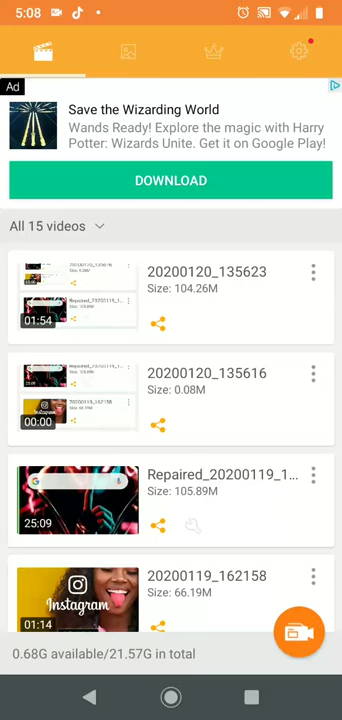 5:08
Ad
Save the Wizarding World
Wands Ready! Explore the magic with Harry
Potter: Wizards Unite. Get it on Google Play!
DOWNLOAD
All 15 videos
20200120_135623
Size: 104.26M
01:54
20200120_135616
Size: 0.08M
00:00
Repaired_20200119_1...
Size: 105.89M
25:09
20200119_162158
Size: 66.19M
Instagram
01:14
0.68G available/21.57G in total